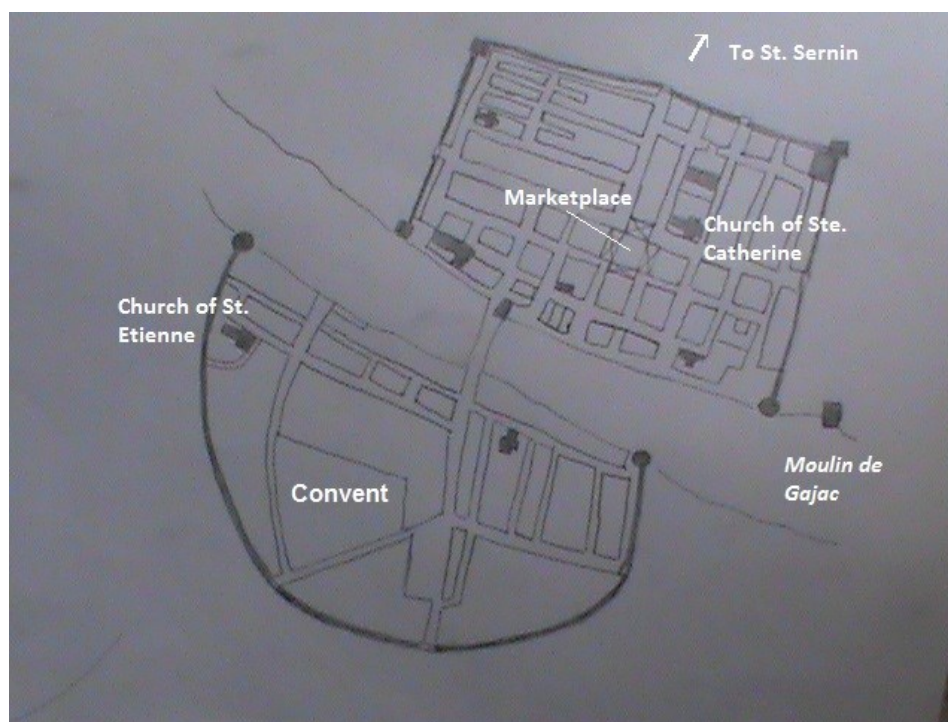 To St. Sernin
Marketplace
Church of Ste.
Catherine
Church of St.
Etienne
Convent
Moulin de
Gajac